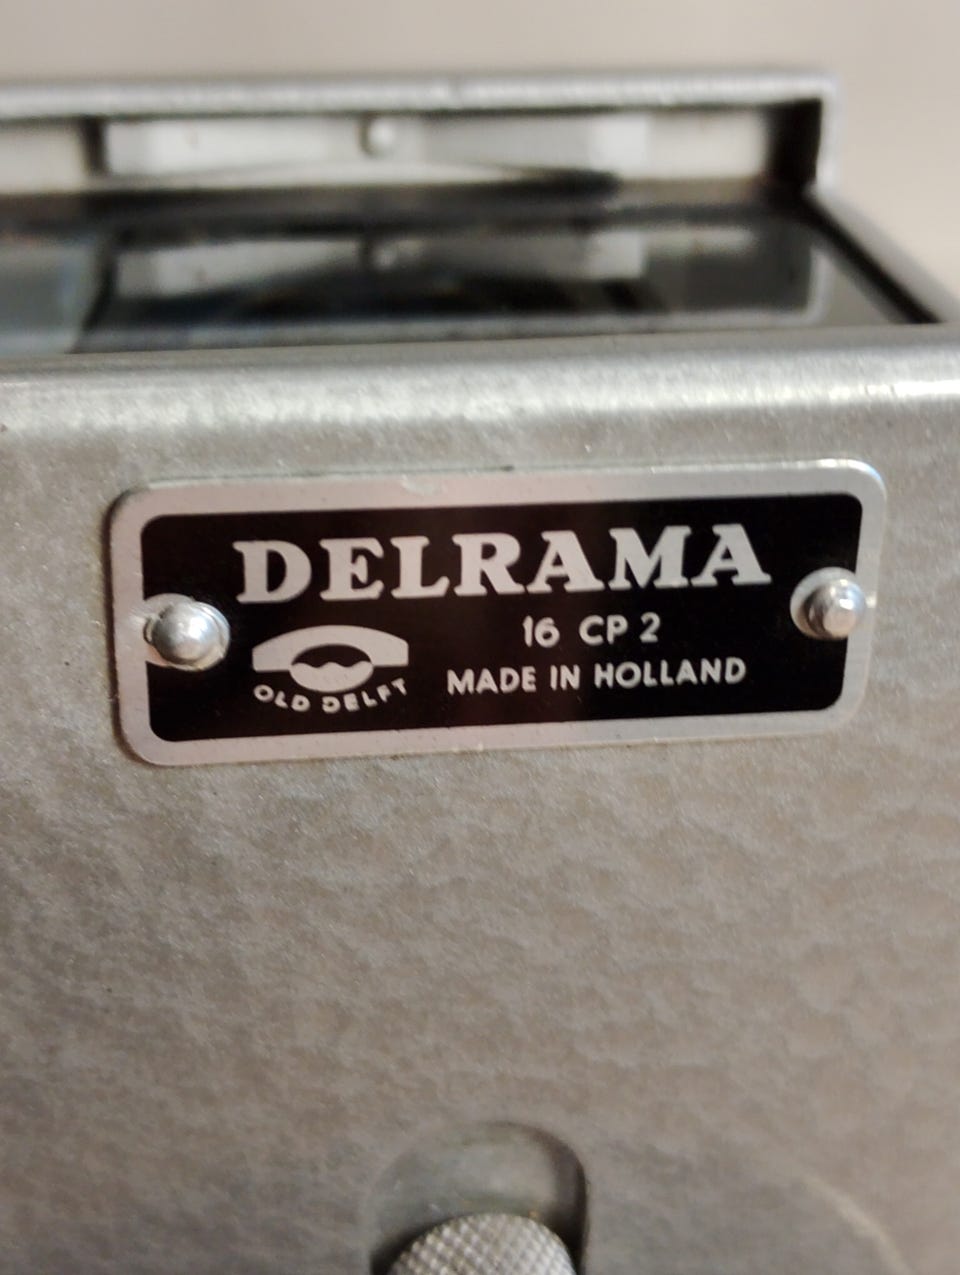 DELRAMA
16 CP 2
MADE IN HOLLAND
OLD DELFT